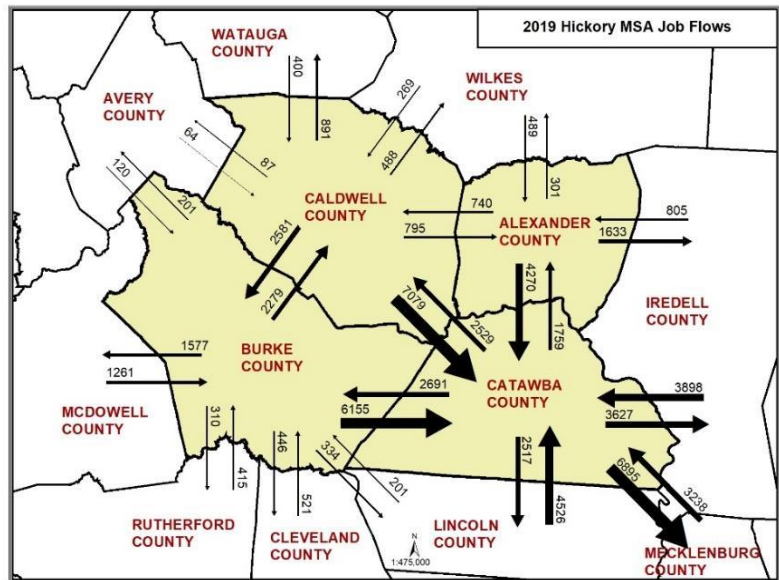 2019 Hickory MSA Job Flows
WATAUGA
COUNTY
WILKES
COUNTY
AVERY
COUNTY
400
891
269
488
489
301
64
87
120
201
CALDWELL
COUNTY
740
795
ALEXANDER
COUNTY
805
1633
2581
2279
4270
1759
7079
2529
IREDELL
COUNTY
1577
1261
BURKE
COUNTY
CATAWBA
COUNTY
2691
6155
3898
3627
MCDOWELL
COUNTY
310
415
446
521
334
201
2517
4526
6895
3238
RUTHERFORD
COUNTY
CLEVELAND
COUNTY
LINCOLN
COUNTY
N
1:475,000
MECKLENBURG
COUNTY